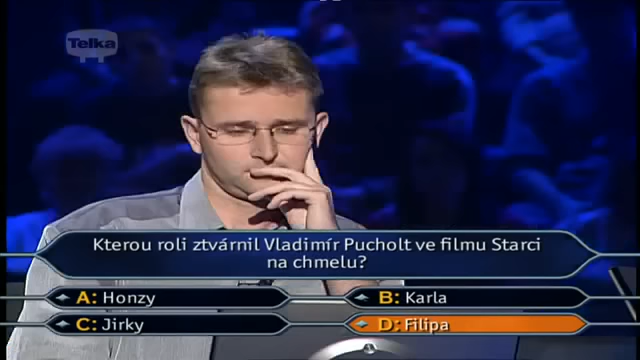 Telka
Kterou roli ztvárnil Vladimír Pucholt ve filmu Starci
na chmelu?
A: Honzy
B: Karla
C: Jirky
D: Filipa